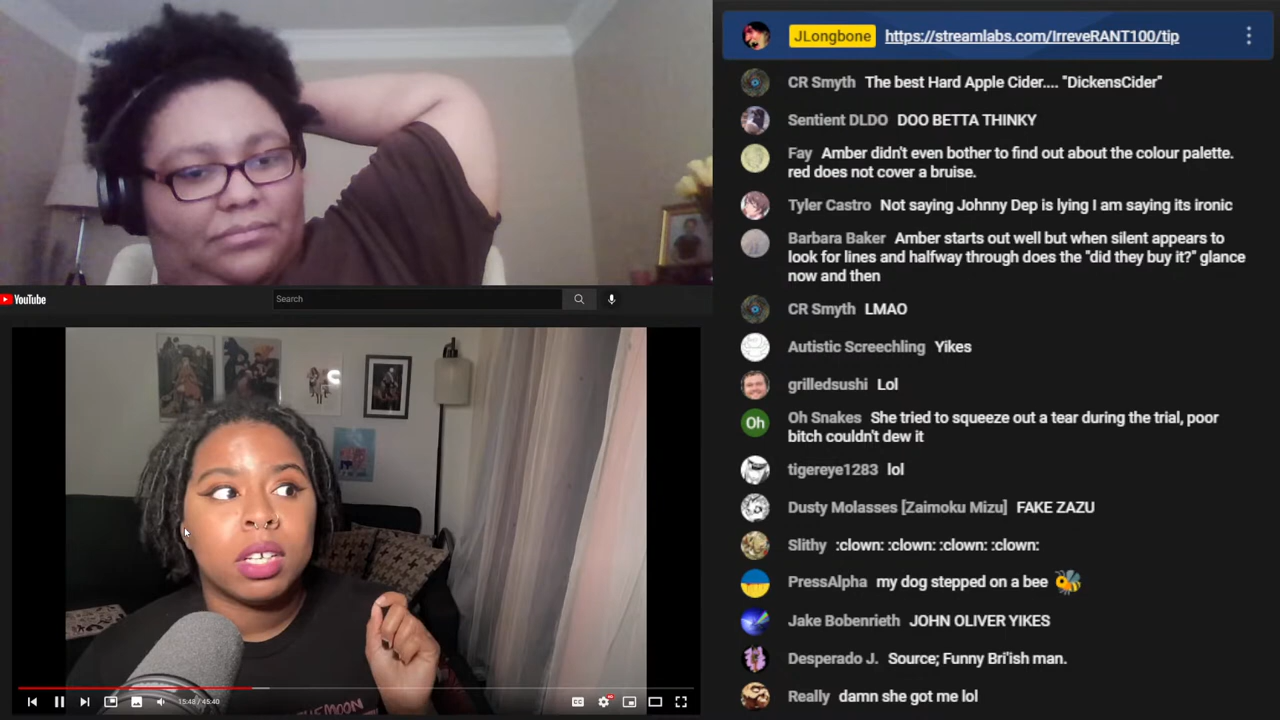 JLongbone https://streamlabs.com/IrreveRANT100/tip
CR Smyth The best Hard Apple Cider.... "DickensCider"
Sentient DLDO DOO BETTA THINKY
Fay Amber didn't even bother to find out about the colour palette.
red does not cover a bruise.
Tyler Castro Not saying Johnny Dep is lying I am saying its ironic
Barbara Baker Amber starts out well but when silent appears to
look for lines and halfway through does the "did they buy it?" glance
now and then
CR Smyth LMAO
Autistic Screechling Yikes
grilledsushi Lol
Oh Oh Snakes She tried to squeeze out a tear during the trial, poor
bitch couldn't dew it
tigereye1283 lol
Dusty Molasses [Zaimoku Mizu] FAKE ZAZU
Slithy :clown: :clown: :clown: :clown:
PressAlpha my dog stepped on a bee
Jake Bobenrieth JOHN OLIVER YIKES
Desperado J. Source; Funny Bri'ish man.
Really damn she got me lol
YouTube
Search
15:48 / 45:40
CC